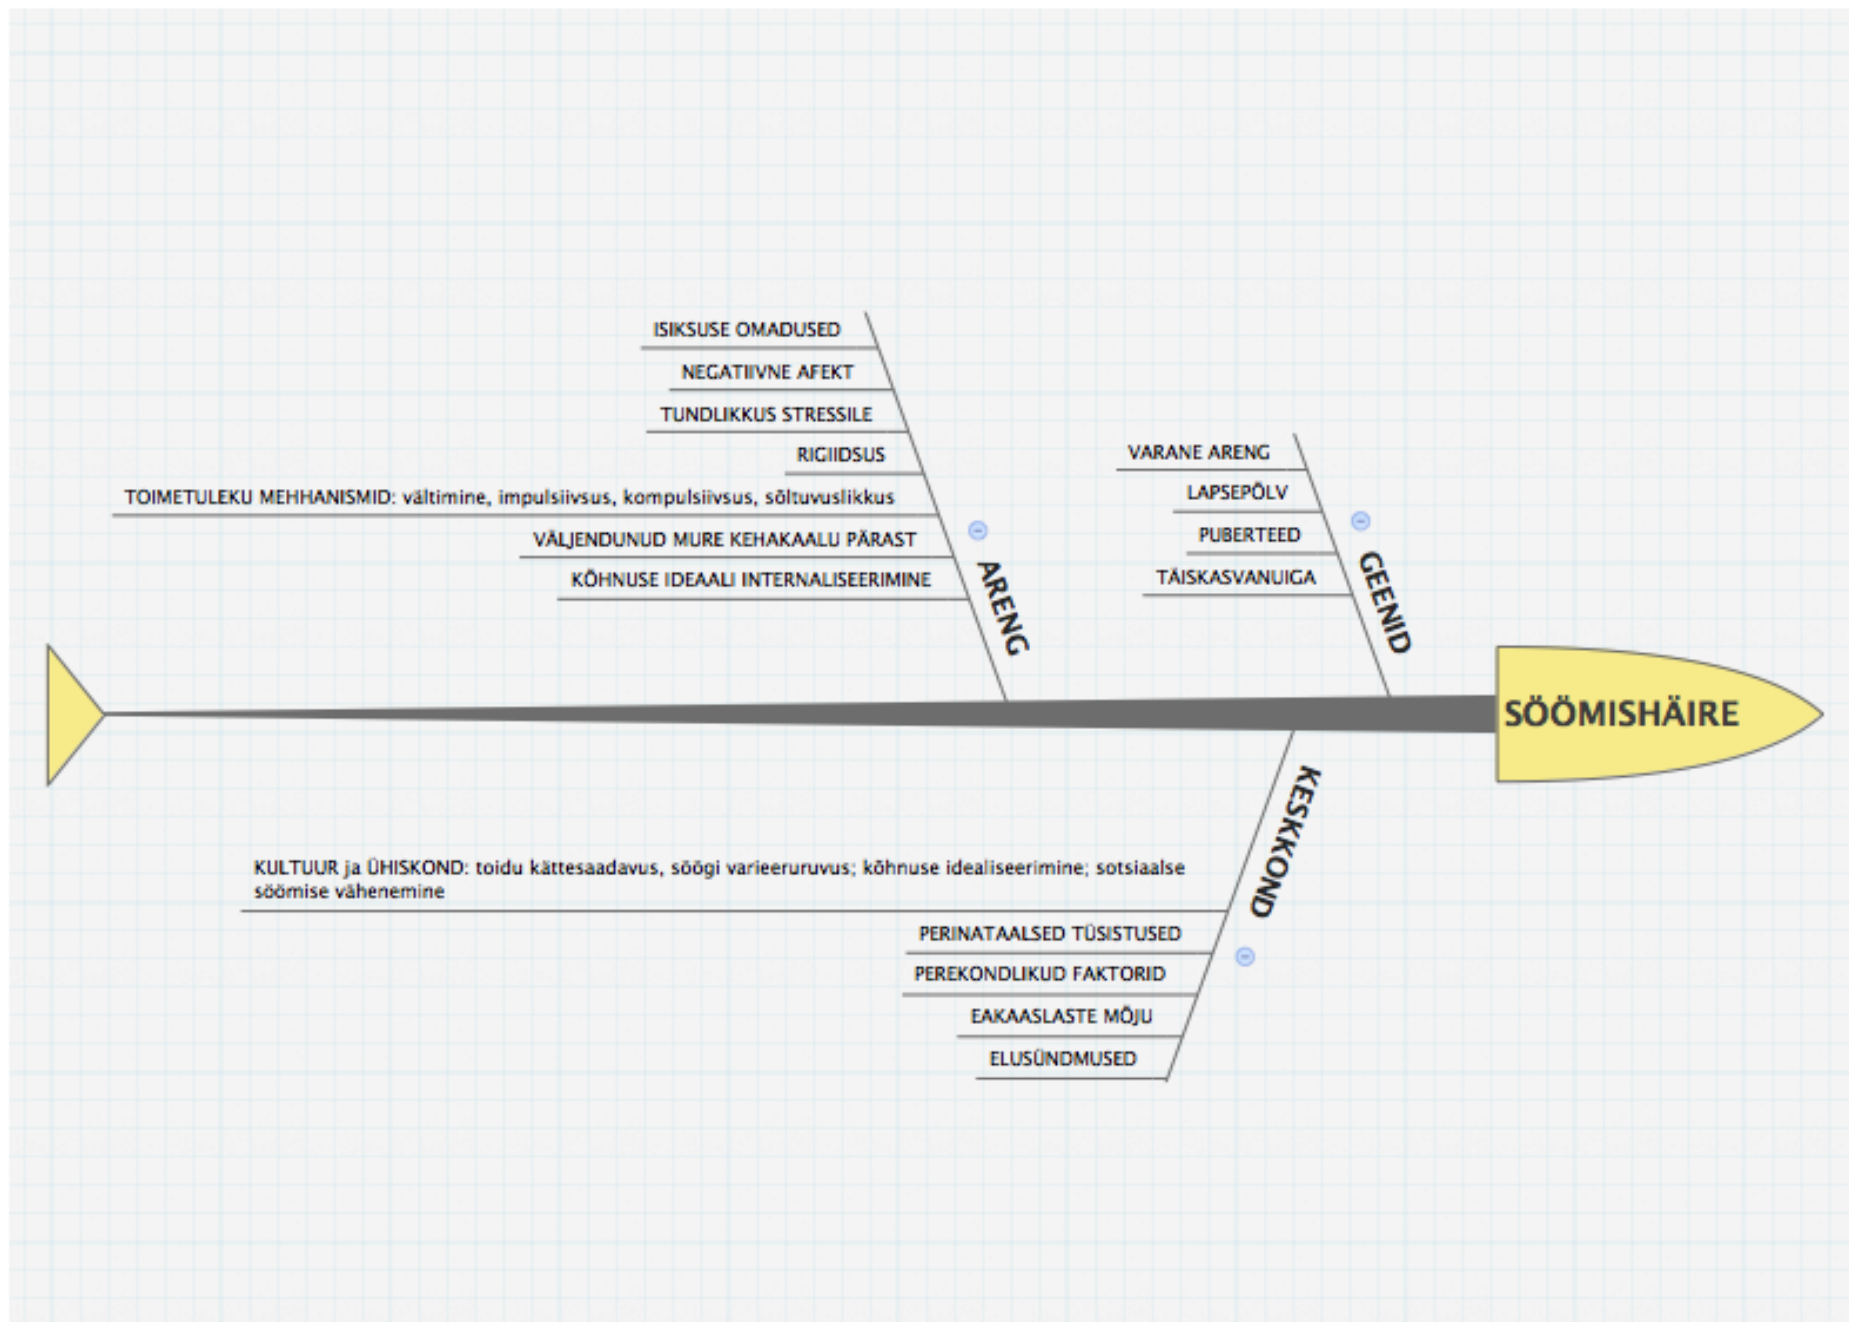 ISIKSUSE OMADUSED
NEGATIIVNE AFEKT
TUNDLIKKUS STRESSILE
RIGIIDSUS
TOIMETULEKU MEHHANISMID: vältimine, impulsiivsus, kompulsiivsus, sõltuvuslikkus
VÄLJENDUNUD MURE KEHAKAALU PÄRAST
KÕHNUSE IDEAALI INTERNALISEERIMINE
ARENG
VARANE ARENG
LAPSEPÕLV
PUBERTEED
TÄISKASVANUIGA
GEENID
SÖÖMISHÄIRE
KESKKOND
KULTUUR ja ÜHISKOND: toidu kättesaadavus, söögi varieeruruvus; kõhnuse idealiseerimine; sotsiaalse
söömise vähenemine
PERINATAALSED TÜSISTUSED
PEREKONDLIKUD FAKTORID
EAKAASLASTE MÕJU
ELUSÜNDMUSED